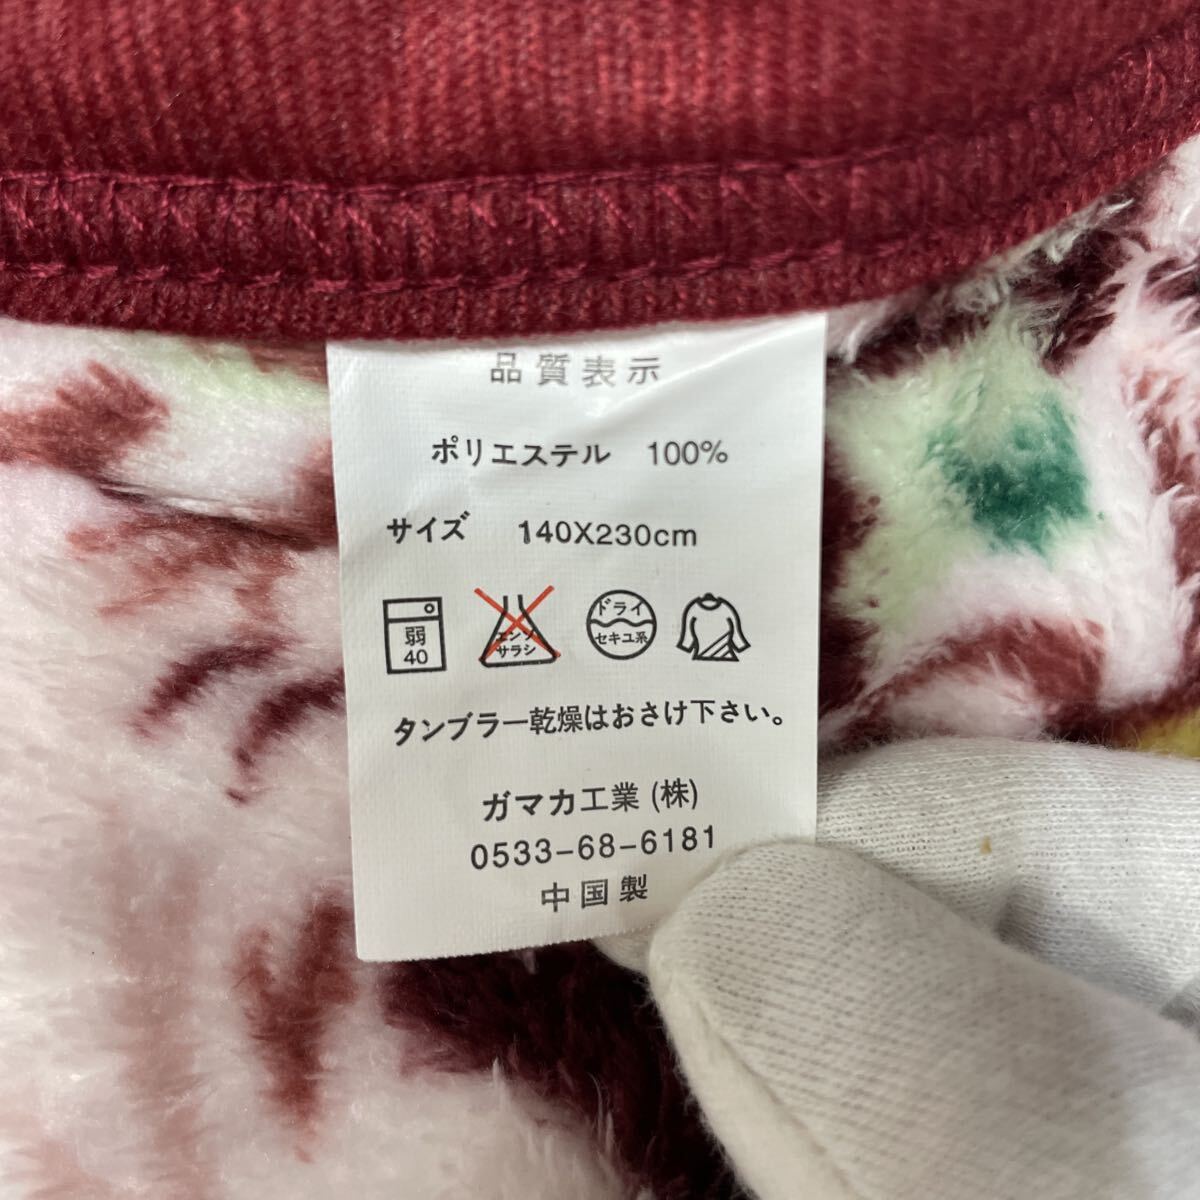 品質表示
ポリエステル 100%
サイズ 140X230cm
弱
40
エンソ
サラシ
ドライ
セキユ系
タンブラー乾燥はおさけ下さい。
ガマカ工業(株)
0533-68-6181
中国製